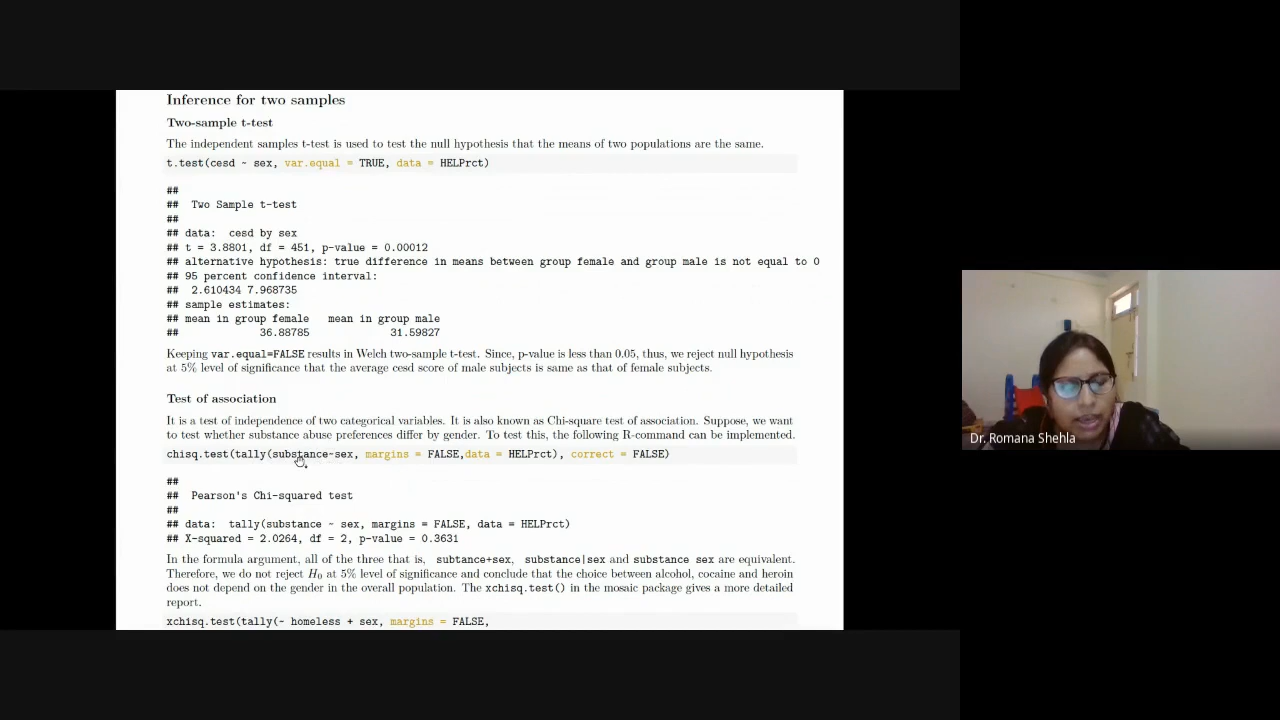 Inference for two samples
Two-sample t-test
The independent samples t-test is used to test the null hypothesis that the means of two populations are the same.
t.test(cesd ~ sex, var.equal = TRUE, data = HELPrct)
##
##  Two Sample t-test
##
## data:  cesd by sex
## t = 3.8801, df = 451, p-value = 0.00012
## alternative hypothesis: true difference in means between group female and group male is not equal to 0
## 95 percent confidence interval:
##  2.610434 7.968735
## sample estimates:
## mean in group female   mean in group male
##             36.88785             31.59827
Keeping var.equal=FALSE results in Welch two-sample t-test. Since, p-value is less than 0.05, thus, we reject null hypothesis
at 5% level of significance that the average cesd score of male subjects is same as that of female subjects.
Test of association
It is a test of independence of two categorical variables. It is also known as Chi-square test of association. Suppose, we want
to test whether substance abuse preferences differ by gender. To test this, the following R-command can be implemented.
chisq.test(tally(substance~sex, margins = FALSE,data = HELPrct), correct = FALSE)
##
##  Pearson's Chi-squared test
##
## data:  tally(substance ~ sex, margins = FALSE, data = HELPrct)
## X-squared = 2.0264, df = 2, p-value = 0.3631
In the formula argument, all of the three that is, subtance+sex, substance|sex and substance sex are equivalent.
Therefore, we do not reject H0 at 5% level of significance and conclude that the choice between alcohol, cocaine and heroin
does not depend on the gender in the overall population. The xchisq.test() in the mosaic package gives a more detailed
report.
xchisq.test(tally(~ homeless + sex, margins = FALSE,
Dr. Romana Shehla